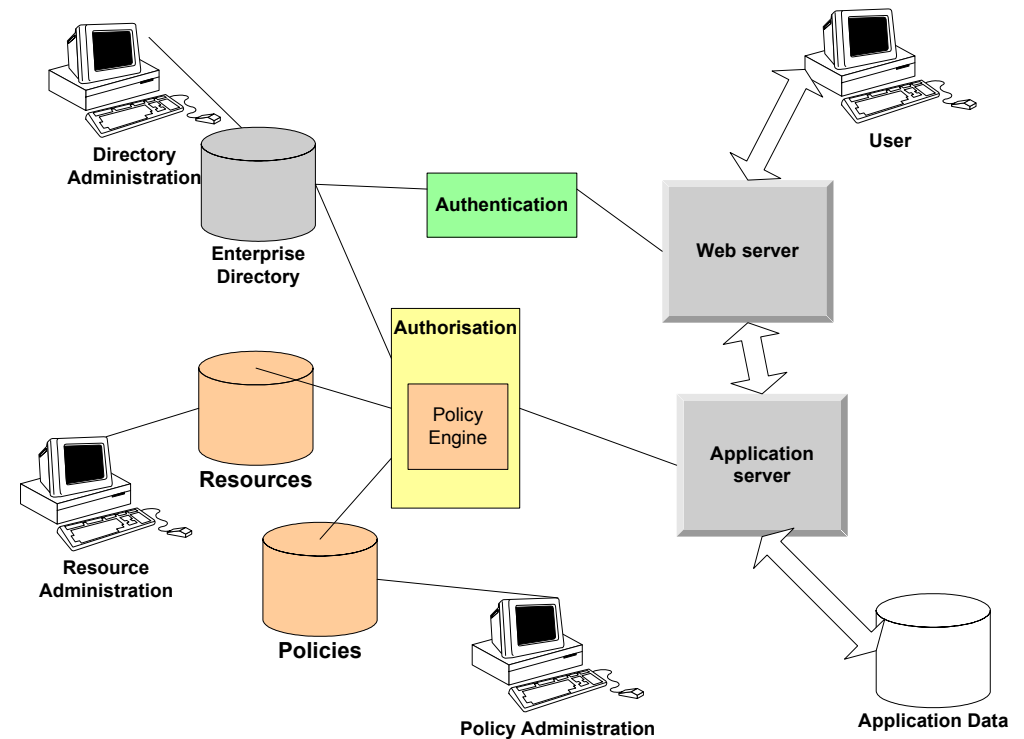 User
Directory
Administration
Authentication
Enterprise
Directory
Web server
Authorisation
Policy
Engine
Application
server
Resources
Resource
Administration
Policies
Policy Administration
Application Data